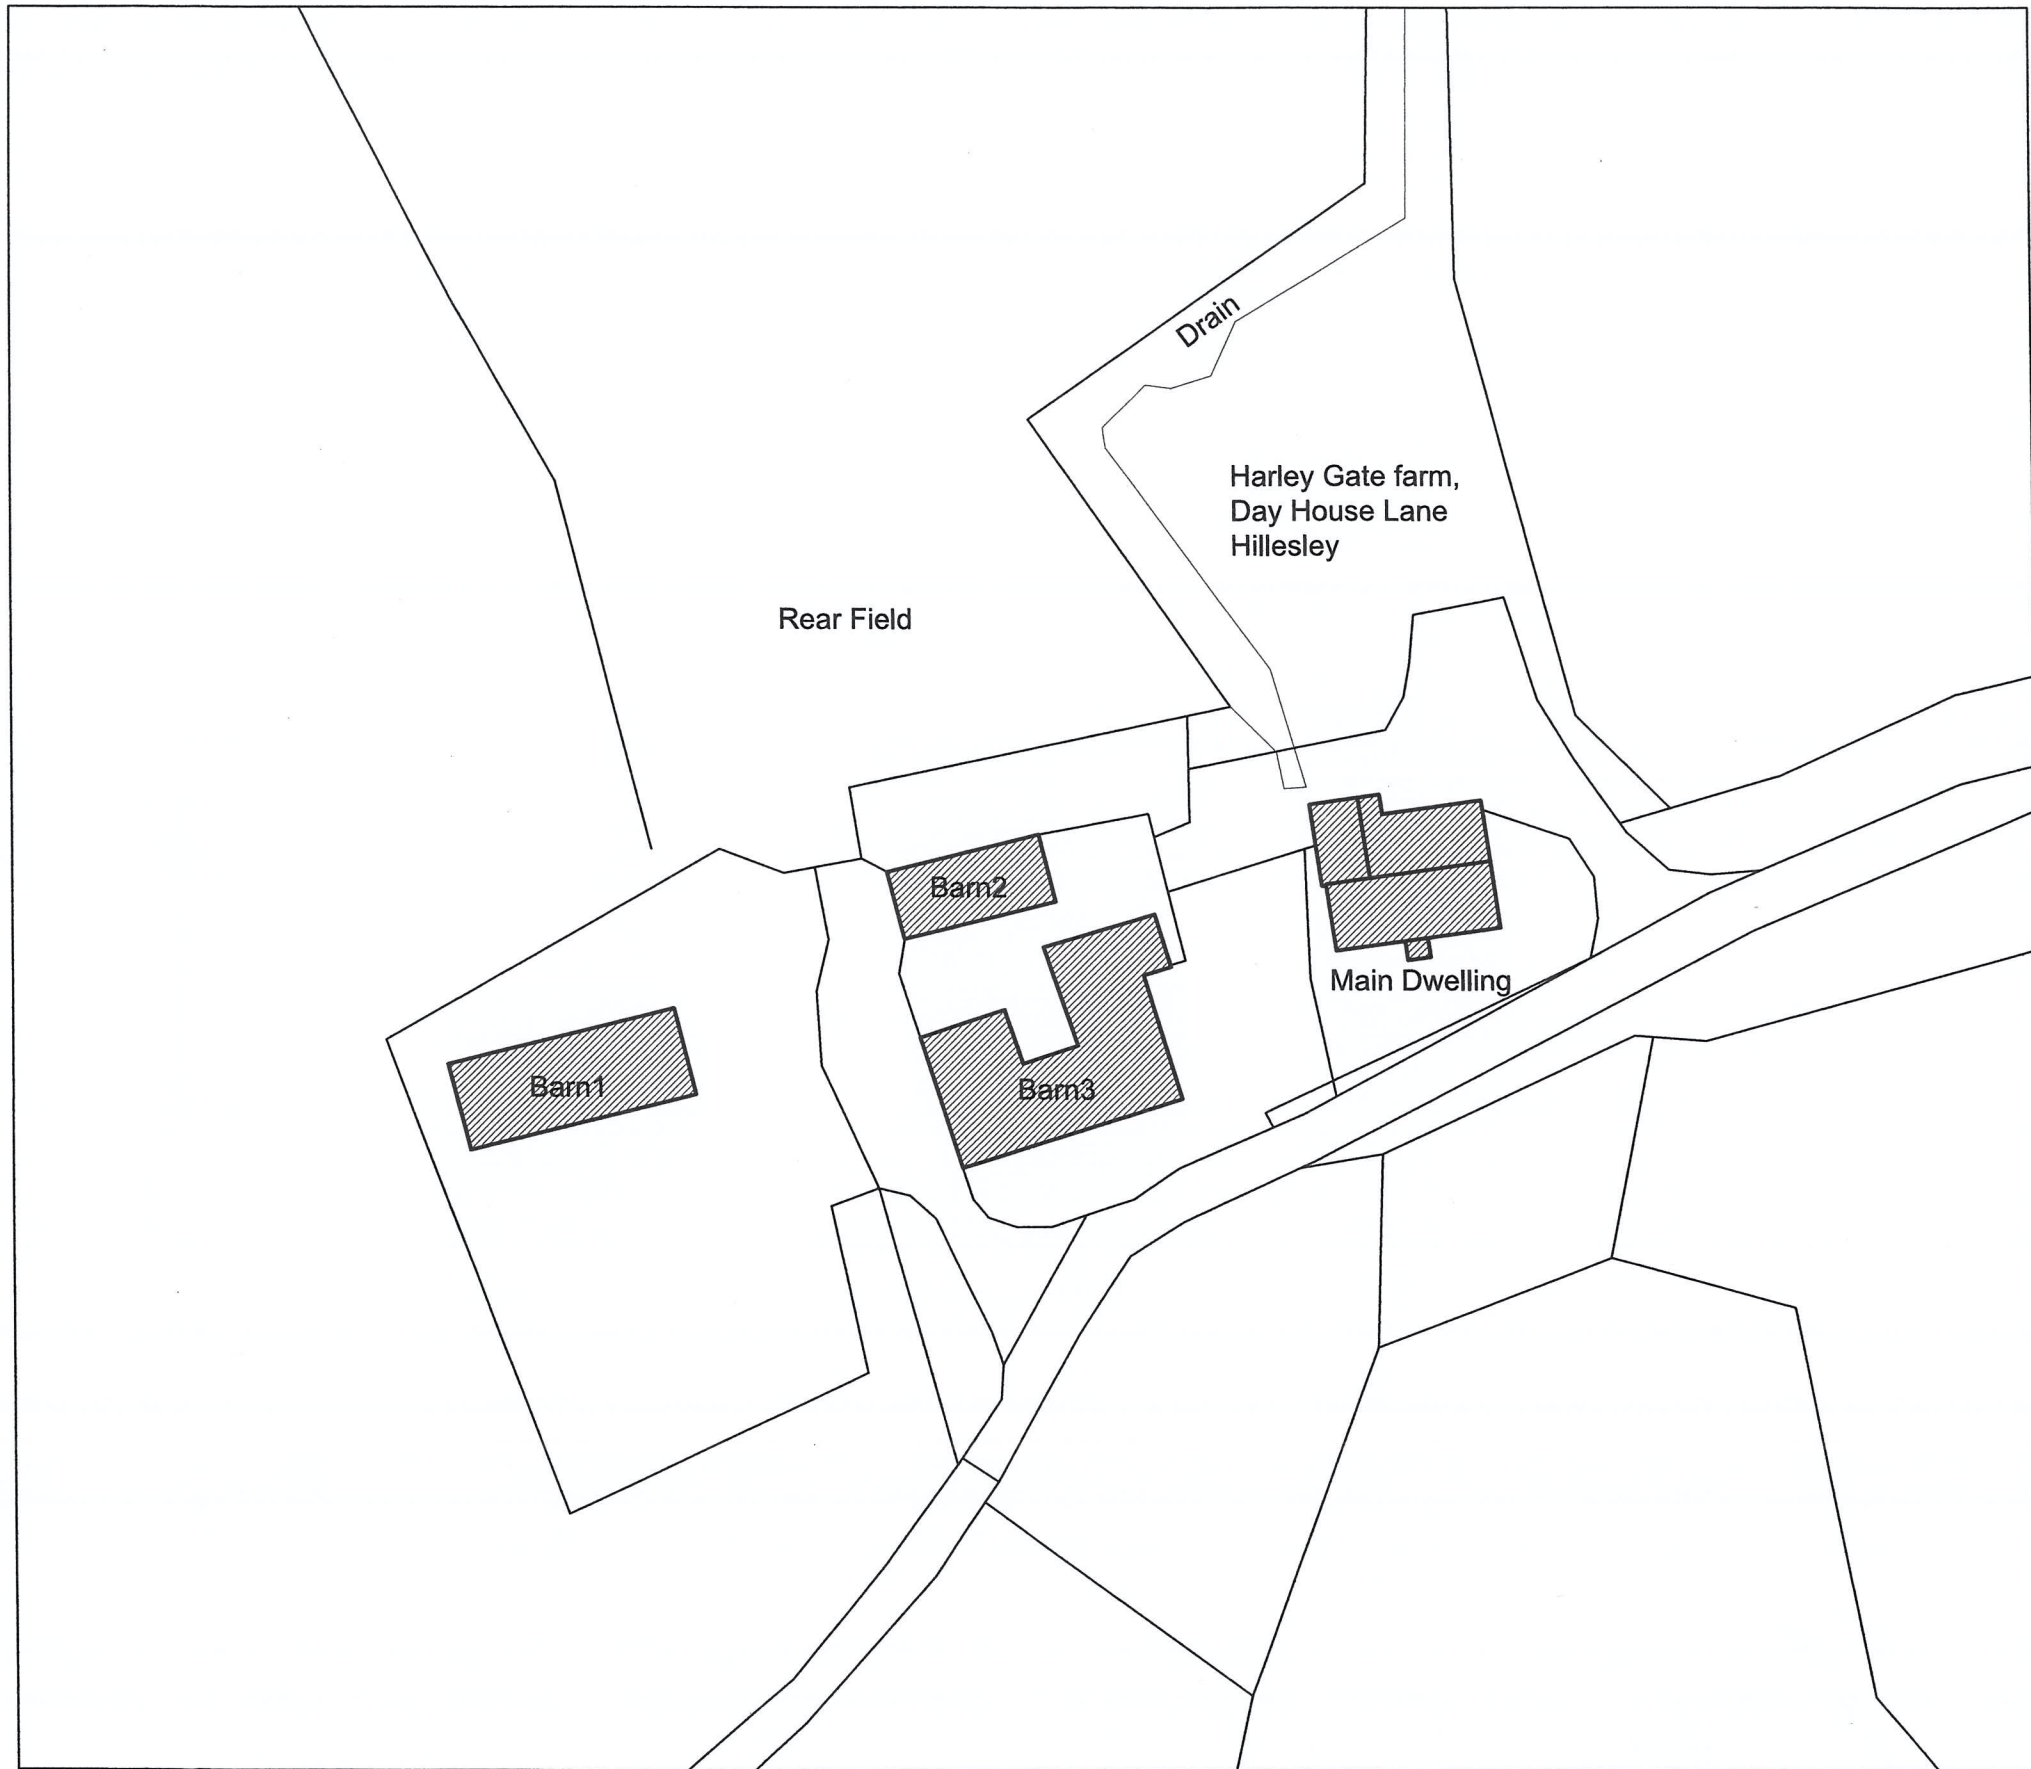 Drain
Harley Gate farm,
Day House Lane
Hillesley
Rear Field
Barn2
Main Dwelling
Barn1
Barn3